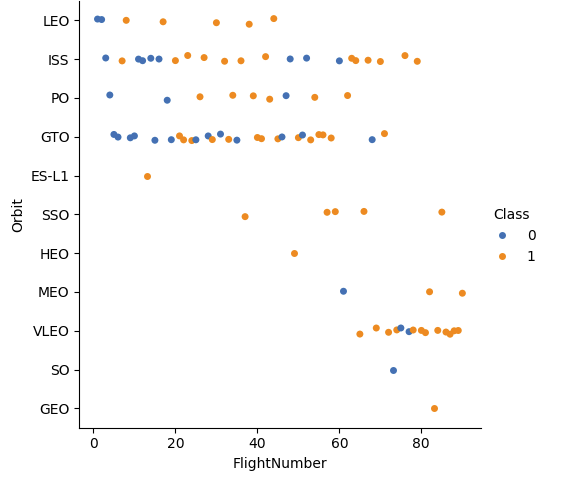 LEO
ISS
PO
GTO
ES-L1
SSO
HEO
MEO
VLEO
SO
GEO
Orbit
0 20 40 60 80
FlightNumber
Class
0
1